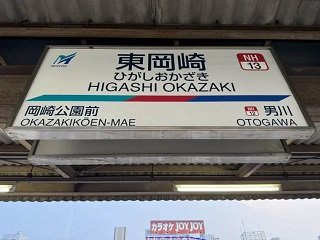 東岡崎
NH
13
ひがしおかざき
HIGASHI OKAZAKI
岡崎公園前
OKAZAKIKŌEN-MAE
男川
OTOGAWA
カラオケ JOYJOY